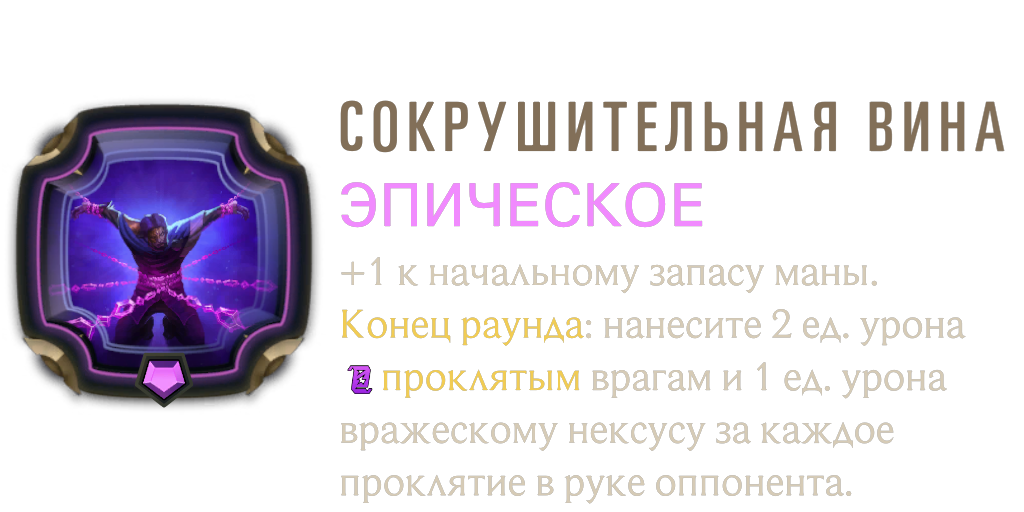 СОКРУШИТЕЛЬНАЯ ВИНА
ЭПИЧЕСКОЕ
+1 к начальному запасу маны.
Конец раунда: нанесите 2 ед. урона
проклятым врагам и 1 ед. урона
вражескому нексусу за каждое
проклятие в руке оппонента.